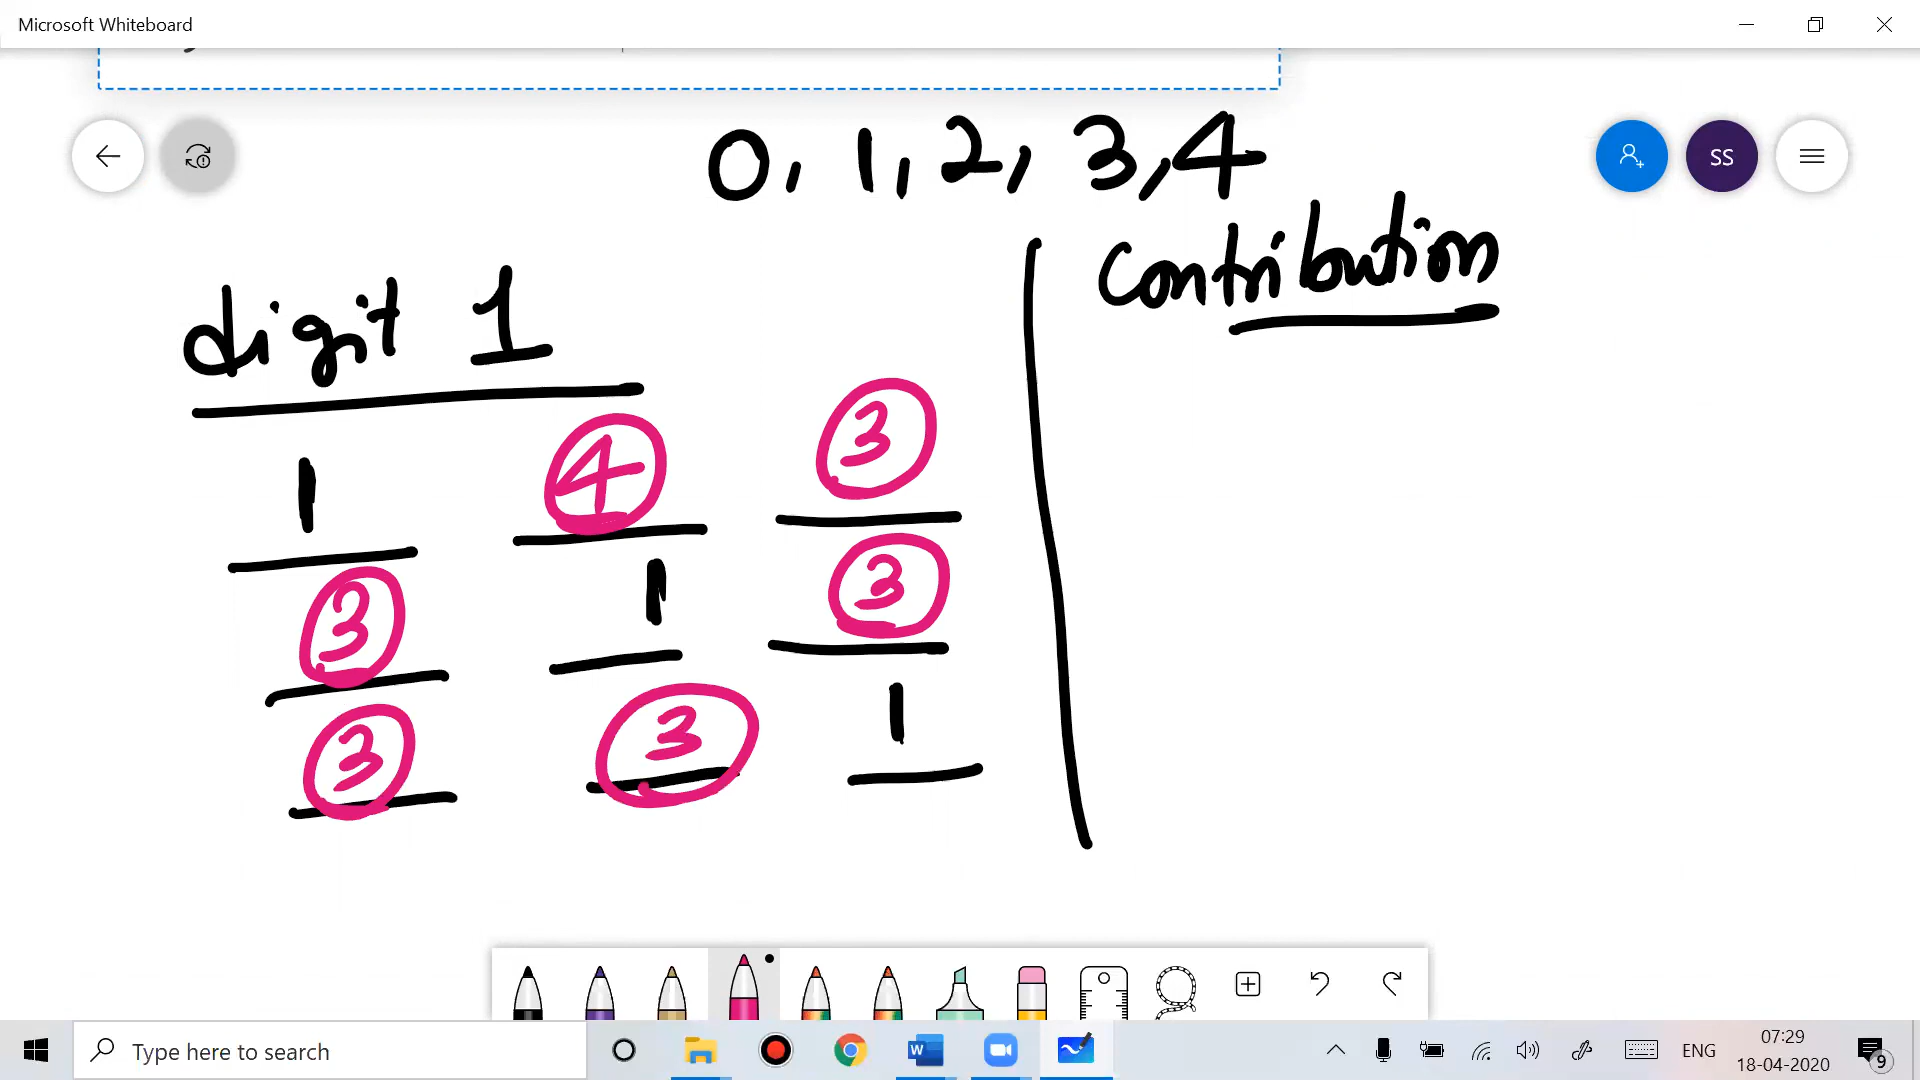 Microsoft Whiteboard
0, 1, 2, 3, 4
SS
contribution
digit 1
1 4 3
3 1 3
3 3 1
Type here to search
W
ENG
07:29
18-04-2020
9